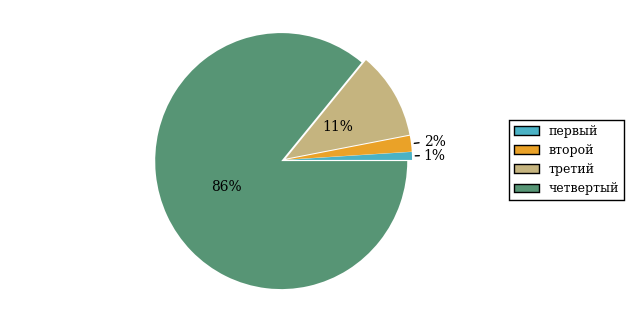 11%
2%
1%
86%
первый
второй
третий
четвертый